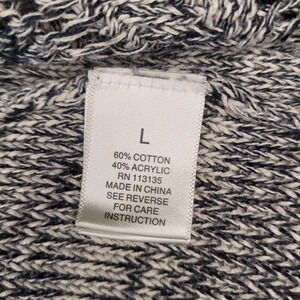 L
60% COTTON
40% ACRYLIC
RN 113135
MADE IN CHINA
SEE REVERSE
FOR CARE
INSTRUCTION